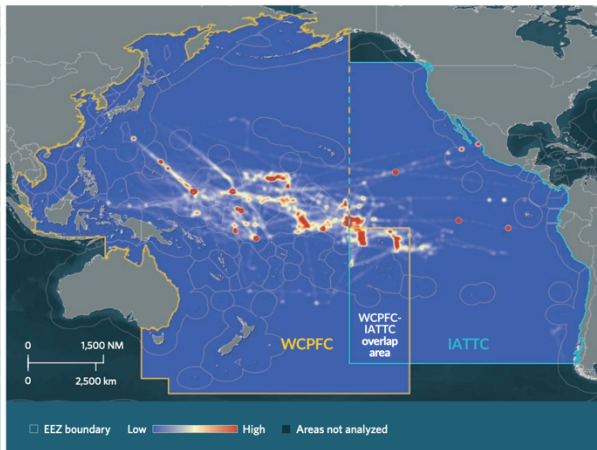 WCPFC-
IATTC
overlap
area
WCPFC
IATTC
0 1,500 NM
0 2,500 km
EEZ boundary Low High Areas not analyzed